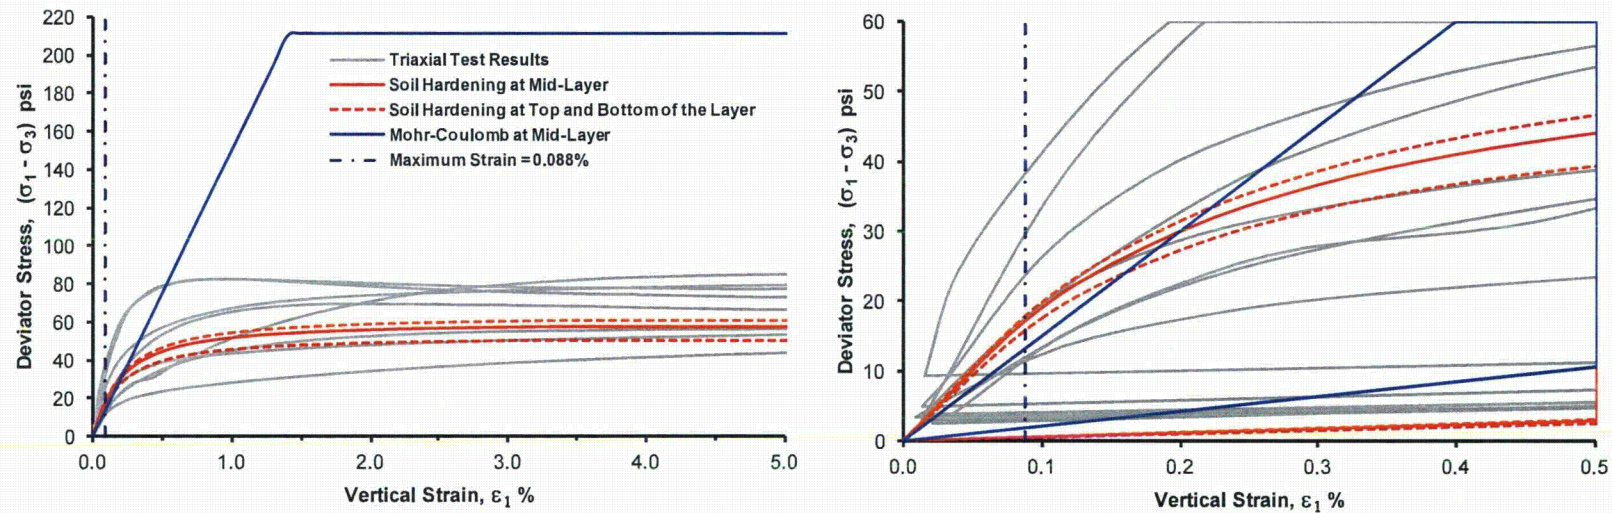 220
200
180
160
140
120
100
80
60
40
20
0
Deviator Stress, (σ1 - σ3) psi
Triaxial Test Results
Soil Hardening at Mid-Layer
Soil Hardening at Top and Bottom of the Layer
Mohr-Coulomb at Mid-Layer
Maximum Strain = 0.088%
0.0 1.0 2.0 3.0 4.0 5.0
Vertical Strain, ε1 %
60
50
40
30
20
10
0
Deviator Stress, (σ1 - σ3) psi
0.0 0.1 0.2 0.3 0.4 0.5
Vertical Strain, ε1 %